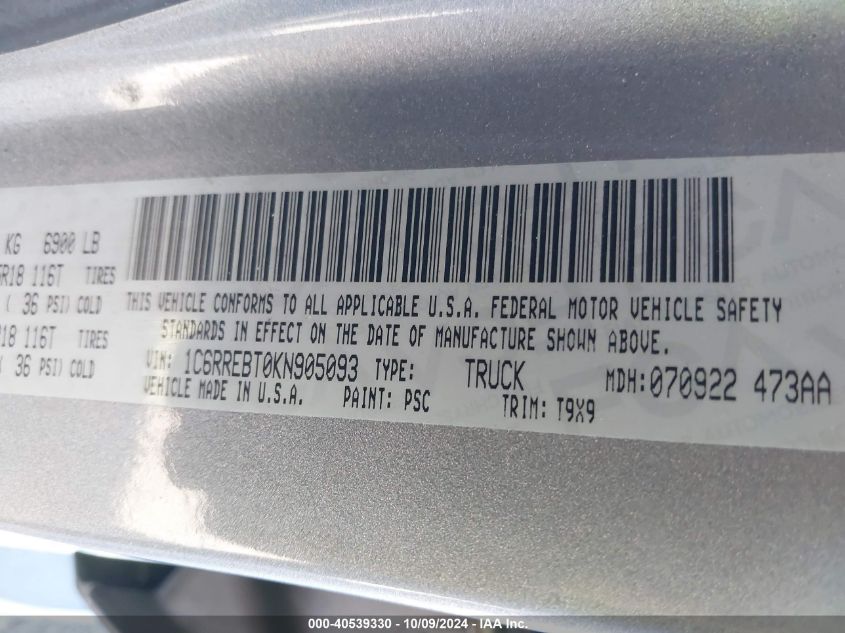 KG 6900 LB
R18 116T TIRES
( 36 PSI) COLD
R18 116T TIRES
( 36 PSI) COLD
THIS VEHICLE CONFORMS TO ALL APPLICABLE U.S.A. FEDERAL MOTOR VEHICLE SAFETY
STANDARDS IN EFFECT ON THE DATE OF MANUFACTURE SHOWN ABOVE.
VIN: 1C6RREBT0KN905093 TYPE: TRUCK MDH:070922 473AA
VEHICLE MADE IN U.S.A. PAINT: PSC TRIM: T9X9
000-40539330 - 10/09/2024 - IAA Inc.